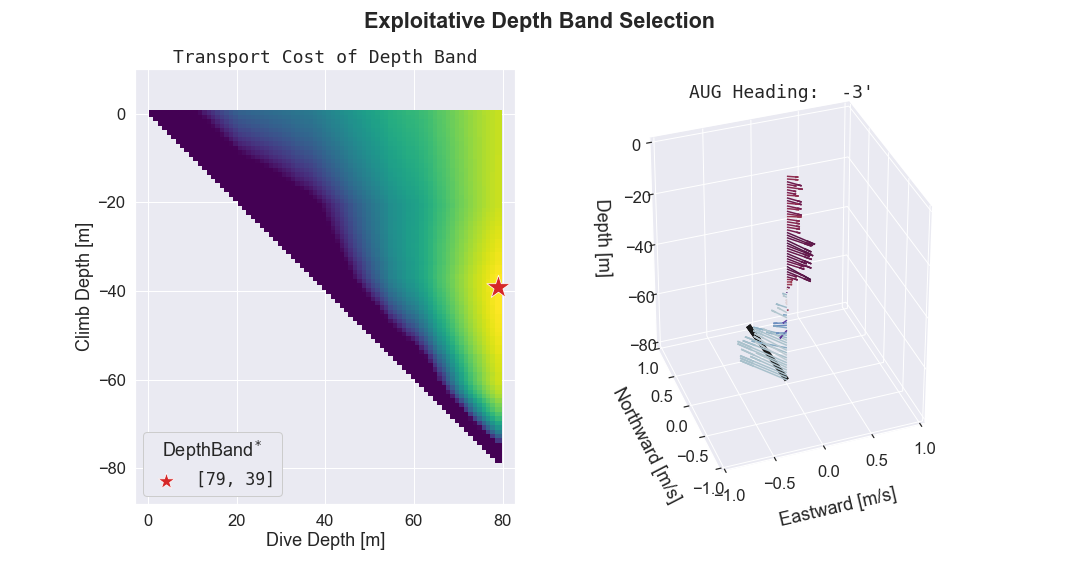 Exploitative Depth Band Selection
Transport Cost of Depth Band
0
−20
−40
−60
−80
Climb Depth [m]
0
20
40
60
80
Dive Depth [m]
DepthBand*
[79, 39]
AUG Heading: -3'
0
−20
−40
−60
−80
Depth [m]
1.0
0.5
0.0
−0.5
−1.0
Northward [m/s]
−1.0
−0.5
0.0
0.5
1.0
Eastward [m/s]